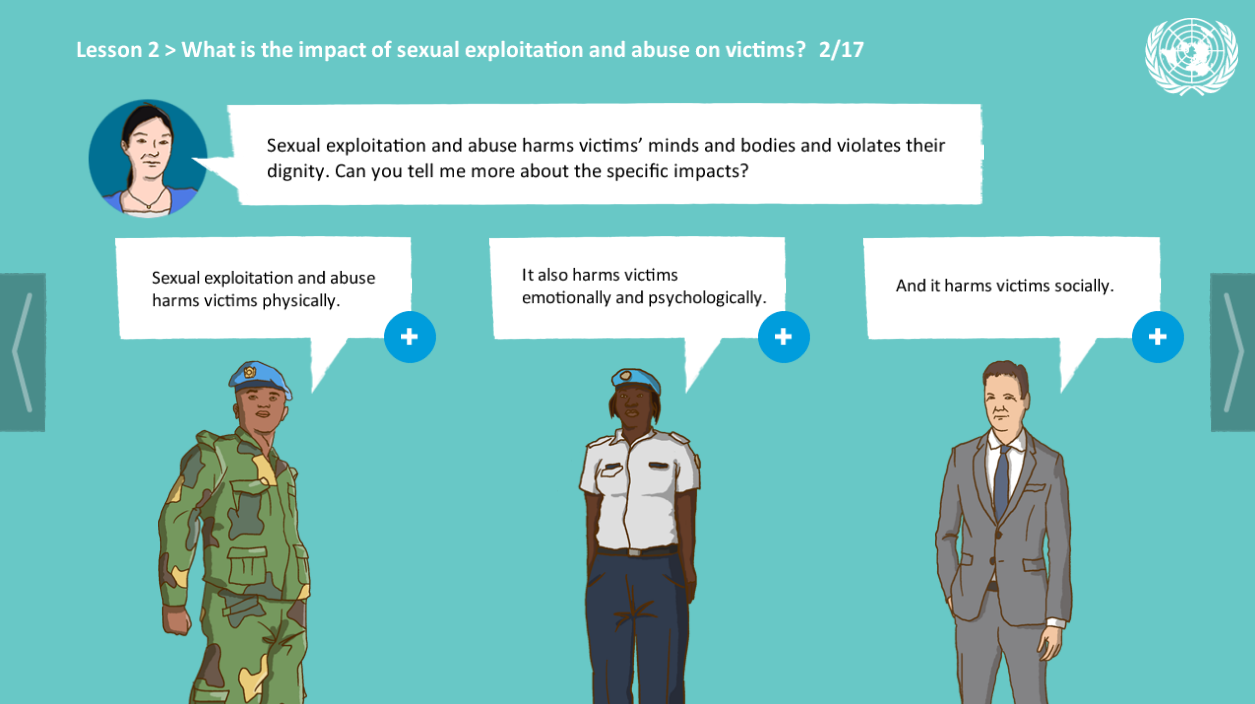 Lesson 2 > What is the impact of sexual exploitation and abuse on victims? 2/17
Sexual exploitation and abuse harms victims’ minds and bodies and violates their
dignity. Can you tell me more about the specific impacts?
Sexual exploitation and abuse
harms victims physically.
It also harms victims
emotionally and psychologically.
And it harms victims socially.